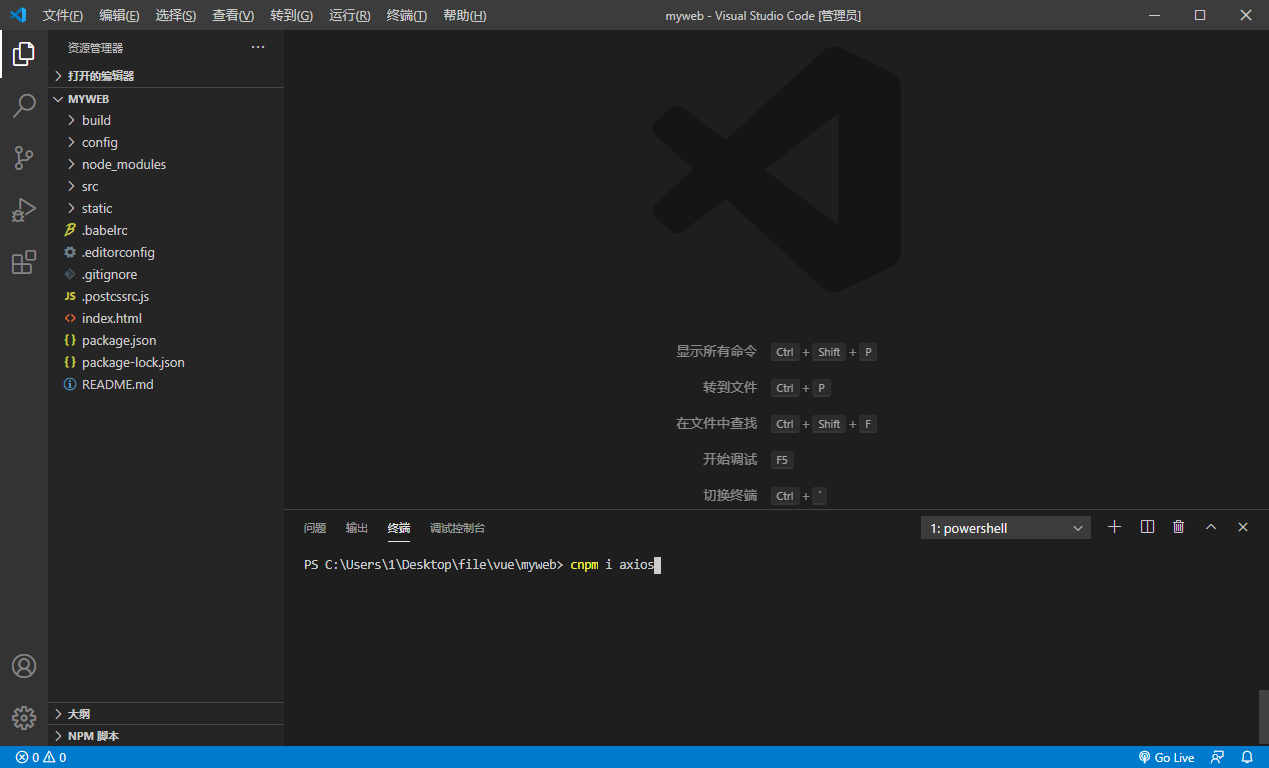 文件(F) 编辑(E) 选择(S) 查看(V) 转到(G) 运行(R) 终端(T) 帮助(H) myweb - Visual Studio Code [管理员]
资源管理器 ···
打开的编辑器
MYWEB
build
config
node_modules
src
static
.babelrc
.editorconfig
.gitignore
JS .postcssrc.js
<> index.html
{} package.json
{} package-lock.json
README.md
大纲
NPM 脚本
显示所有命令 Ctrl + Shift + P
转到文件 Ctrl + P
在文件中查找 Ctrl + Shift + F
开始调试 F5
切换终端 Ctrl + `
问题 输出 终端 调试控制台 1: powershell
PS C:\Users\1\Desktop\file\vue\myweb> cnpm i axios
0 0 Go Live